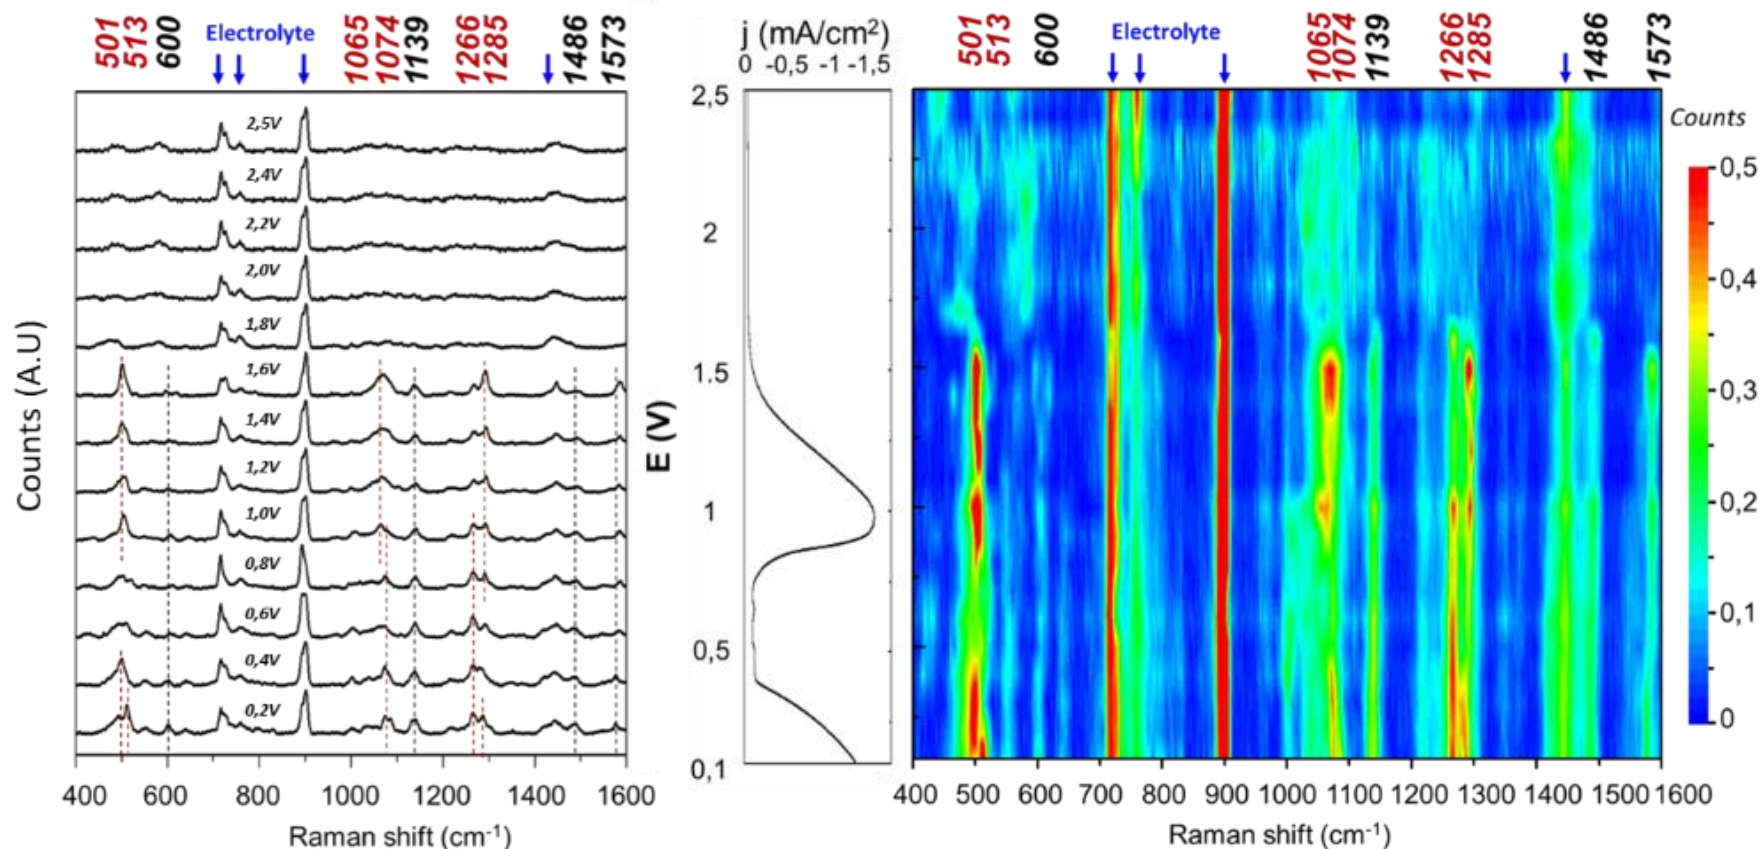 501
513
600
Electrolyte
1065
1074
1139
1266
1285
1486
1573
2,5V
2,4V
2,2V
2,0V
1,8V
1,6V
1,4V
1,2V
1,0V
0,8V
0,6V
0,4V
0,2V
Counts (A.U)
400 600 800 1000 1200 1400 1600
Raman shift (cm-1)
j (mA/cm2)
0 -0,5 -1 -1,5
2,5
2
1.5
1
0,5
0,1
E (V)
501
513
600
Electrolyte
1065
1074
1139
1266
1285
1486
1573
400 500 600 700 800 900 1000 1100 1200 1300 1400 1500 1600
Raman shift (cm-1)
Counts
0,5
0,4
0,3
0,2
0,1
0